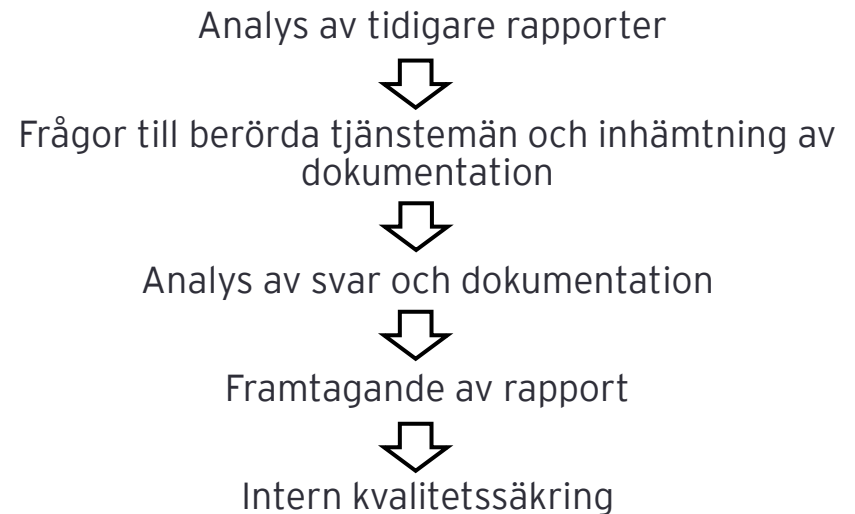 Analys av tidigare rapporter
Frågor till berörda tjänstemän och inhämtning av
dokumentation
Analys av svar och dokumentation
Framtagande av rapport
Intern kvalitetssäkring